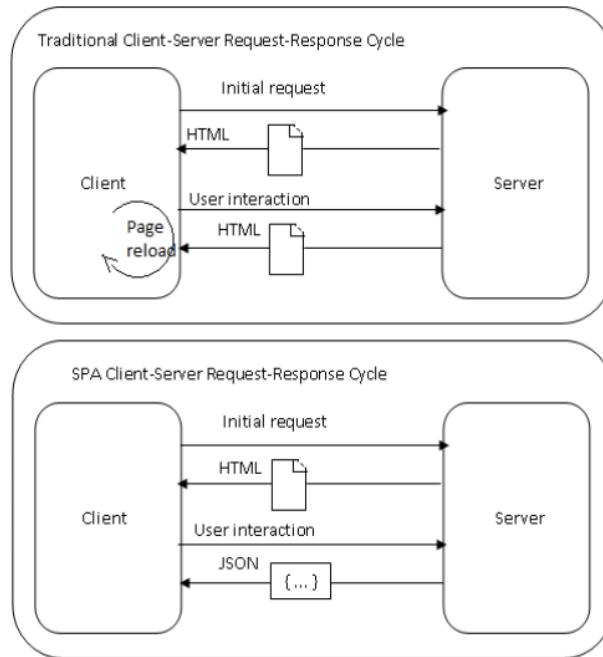 Traditional Client-Server Request-Response Cycle
Initial request
HTML
Client
Server
User interaction
Page
reload
HTML
SPA Client-Server Request-Response Cycle
Initial request
HTML
Client
Server
User interaction
JSON
{ ... }